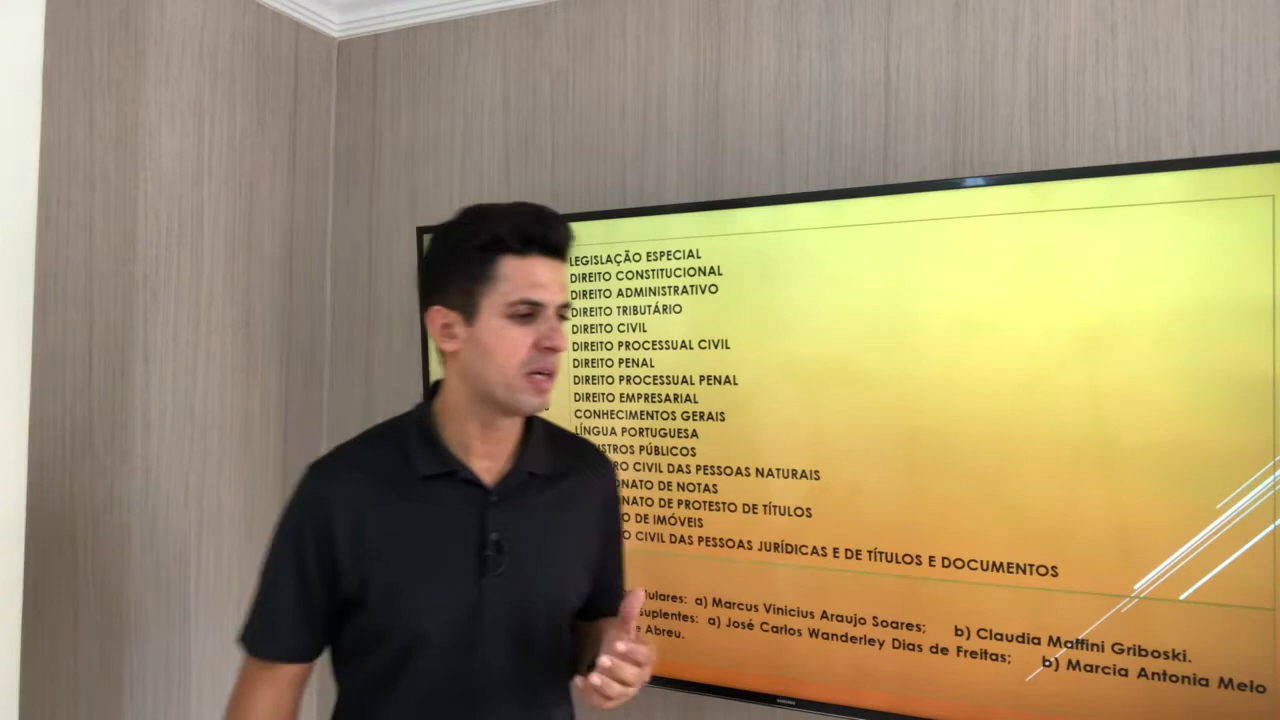 LEGISLAÇÃO ESPECIAL
DIREITO CONSTITUCIONAL
DIREITO ADMINISTRATIVO
DIREITO TRIBUTÁRIO
DIREITO CIVIL
DIREITO PROCESSUAL CIVIL
DIREITO PENAL
DIREITO PROCESSUAL PENAL
DIREITO EMPRESARIAL
CONHECIMENTOS GERAIS
LÍNGUA PORTUGUESA
PÚBLICOS
CIVIL DAS PESSOAS NATURAIS
DE NOTAS
DE PROTESTO DE TÍTULOS
DE IMÓVEIS
CIVIL DAS PESSOAS JURÍDICAS E DE TÍTULOS E DOCUMENTOS
a) Marcus Vinicius Araujo Soares; b) Claudia Maffini Griboski.
Suplentes: a) José Carlos Wanderley Dias de Freitas; b) Marcia Antonia Melo
e Abreu.